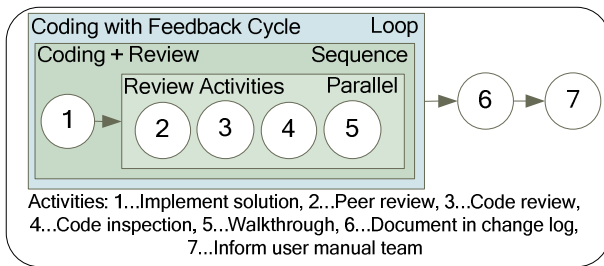 Coding with Feedback Cycle Loop
Coding + Review Sequence
Review Activities Parallel
1 2 3 4 5 6 7
Activities: 1...Implement solution, 2...Peer review, 3...Code review,
4...Code inspection, 5...Walkthrough, 6...Document in change log,
7...Inform user manual team